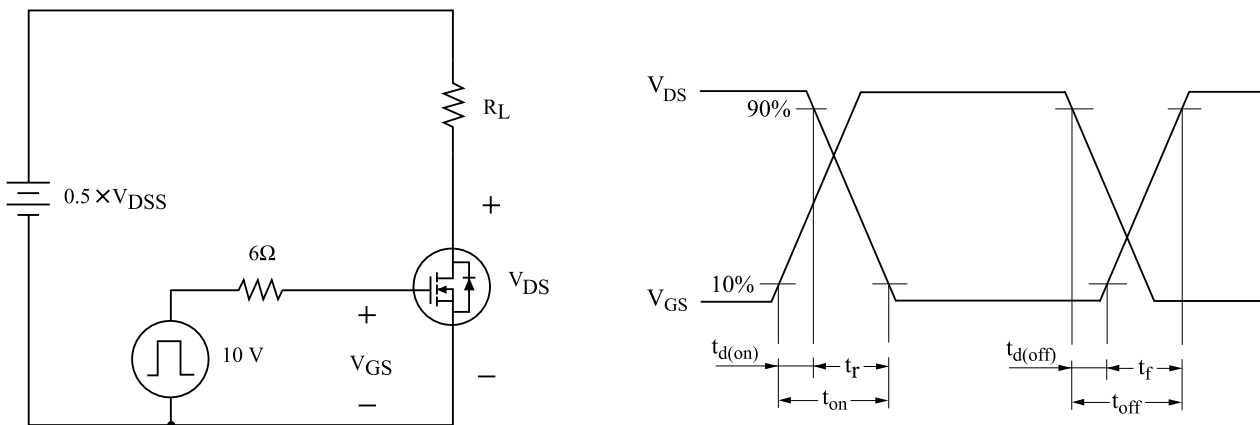 R_L
0.5 ×V_DSS
+
6Ω
V_DS
+
10 V
V_GS
−
−
V_DS
90%
10%
V_GS
t_d(on)
t_r
t_on
t_d(off)
t_f
t_off